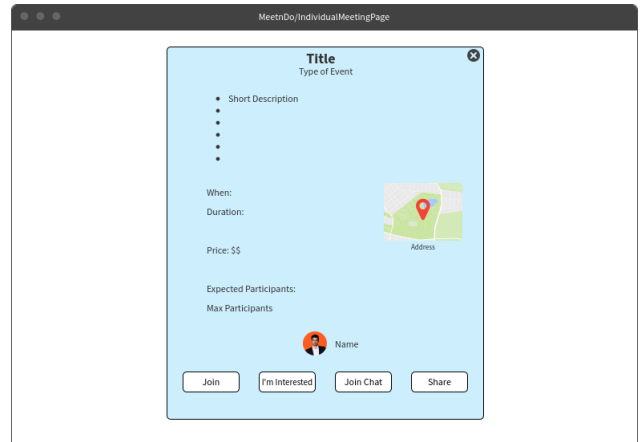 MeetnDo/IndividualMeetingPage
Title
Type of Event
Short Description
When:
Duration:
Address
Price: $$
Expected Participants:
Max Participants
Name
Join
I'm Interested
Join Chat
Share